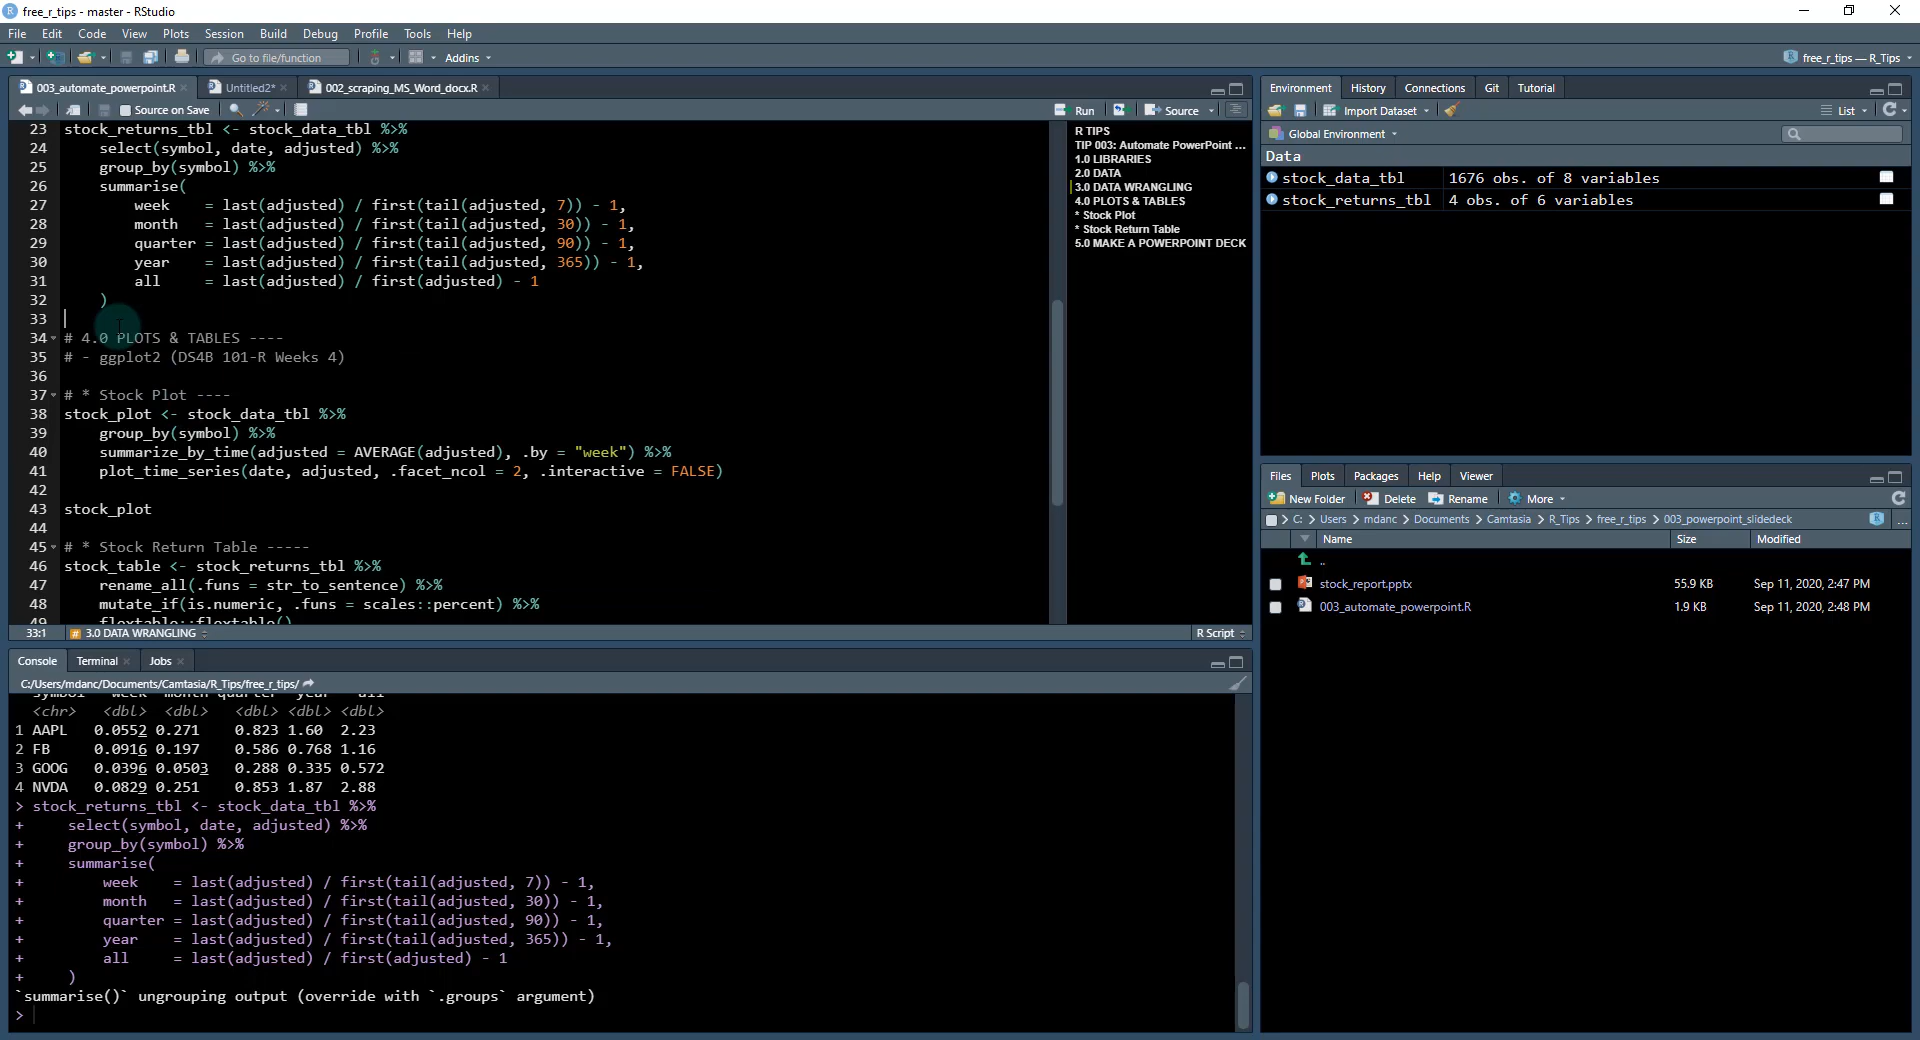 free_r_tips - master - RStudio
File Edit Code View Plots Session Build Debug Profile Tools Help
Go to file/function Addins free_r_tips — R_Tips
003_automate_powerpoint.R Untitled2* 002_scraping_MS_Word_docx.R
Source on Save Run Source
23 stock_returns_tbl <- stock_data_tbl %>%
24 select(symbol, date, adjusted) %>%
25 group_by(symbol) %>%
26 summarise(
27 week = last(adjusted) / first(tail(adjusted, 7)) - 1,
28 month = last(adjusted) / first(tail(adjusted, 30)) - 1,
29 quarter = last(adjusted) / first(tail(adjusted, 90)) - 1,
30 year = last(adjusted) / first(tail(adjusted, 365)) - 1,
31 all = last(adjusted) / first(adjusted) - 1
32 )
33
34 # 4.0 PLOTS & TABLES ----
35 # - ggplot2 (DS4B 101-R Weeks 4)
36
37 # * Stock Plot ----
38 stock_plot <- stock_data_tbl %>%
39 group_by(symbol) %>%
40 summarize_by_time(adjusted = AVERAGE(adjusted), .by = "week") %>%
41 plot_time_series(date, adjusted, .facet_ncol = 2, .interactive = FALSE)
42
43 stock_plot
44
45 # * Stock Return Table -----
46 stock_table <- stock_returns_tbl %>%
47 rename_all(.funs = str_to_sentence) %>%
48 mutate_if(is.numeric, .funs = scales::percent) %>%
49 flextable::flextable()
33:1 3.0 DATA WRANGLING R Script
R TIPS
TIP 003: Automate PowerPoint ...
1.0 LIBRARIES
2.0 DATA
3.0 DATA WRANGLING
4.0 PLOTS & TABLES
* Stock Plot
* Stock Return Table
5.0 MAKE A POWERPOINT DECK
Console Terminal Jobs
C:/Users/mdanc/Documents/Camtasia/R_Tips/free_r_tips/
symbol week month quarter year all
<chr> <dbl> <dbl> <dbl> <dbl> <dbl>
1 AAPL 0.0552 0.271 0.823 1.60 2.23
2 FB 0.0916 0.197 0.586 0.768 1.16
3 GOOG 0.0396 0.0503 0.288 0.335 0.572
4 NVDA 0.0829 0.251 0.853 1.87 2.88
> stock_returns_tbl <- stock_data_tbl %>%
+ select(symbol, date, adjusted) %>%
+ group_by(symbol) %>%
+ summarise(
+ week = last(adjusted) / first(tail(adjusted, 7)) - 1,
+ month = last(adjusted) / first(tail(adjusted, 30)) - 1,
+ quarter = last(adjusted) / first(tail(adjusted, 90)) - 1,
+ year = last(adjusted) / first(tail(adjusted, 365)) - 1,
+ all = last(adjusted) / first(adjusted) - 1
+ )
`summarise()` ungrouping output (override with `.groups` argument)
>
Environment History Connections Git Tutorial
Import Dataset List
Global Environment
Data
stock_data_tbl 1676 obs. of 8 variables
stock_returns_tbl 4 obs. of 6 variables
Files Plots Packages Help Viewer
New Folder Delete Rename More
C: > Users > mdanc > Documents > Camtasia > R_Tips > free_r_tips > 003_powerpoint_slidedeck ...
Name Size Modified
..
stock_report.pptx 55.9 KB Sep 11, 2020, 2:47 PM
003_automate_powerpoint.R 1.9 KB Sep 11, 2020, 2:48 PM